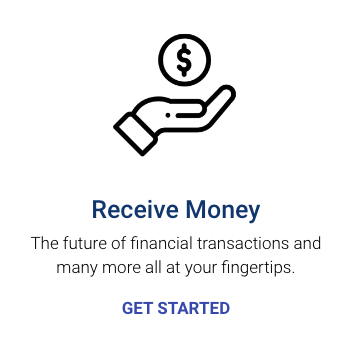 $
Receive Money
The future of financial transactions and
many more all at your fingertips.
GET STARTED